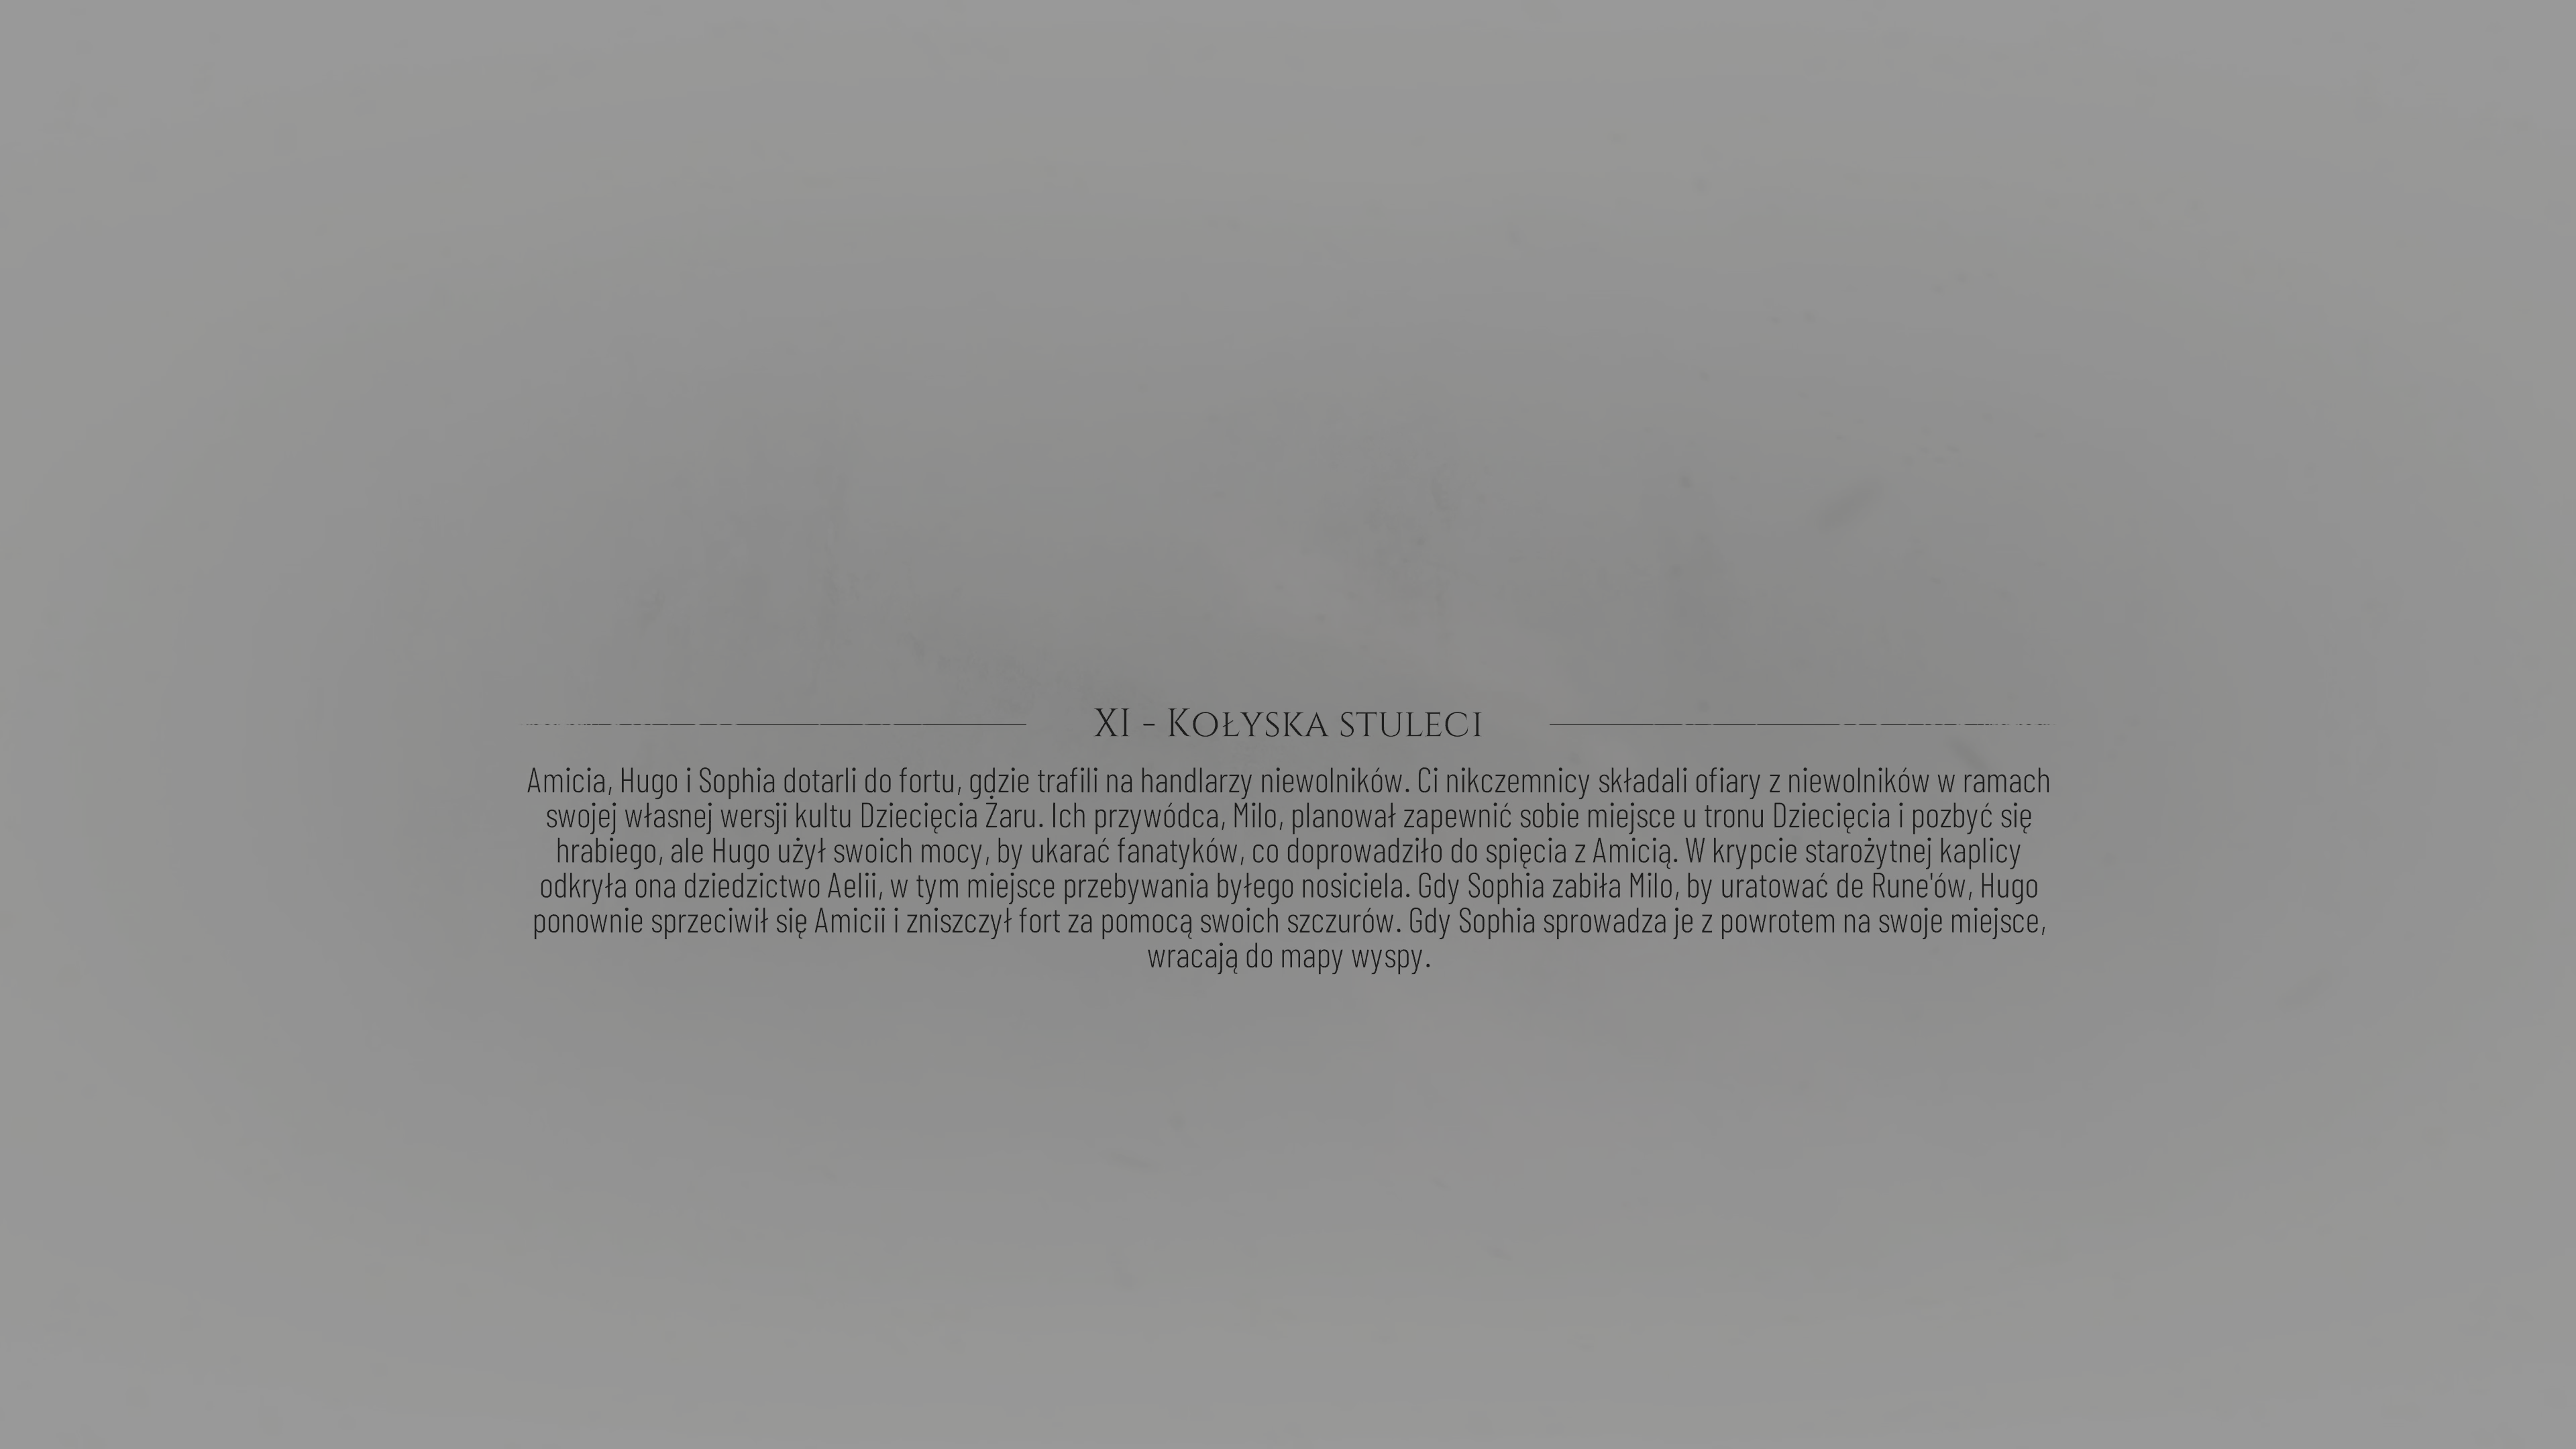 XI - Kołyska stuleci
Amicia, Hugo i Sophia dotarli do fortu, gdzie trafili na handlarzy niewolników. Ci nikczemnicy składali ofiary z niewolników w ramach
swojej własnej wersji kultu Dziecięcia Żaru. Ich przywódca, Milo, planował zapewnić sobie miejsce u tronu Dziecięcia i pozbyć się
hrabiego, ale Hugo użył swoich mocy, by ukarać fanatyków, co doprowadziło do spięcia z Amicią. W krypcie starożytnej kaplicy
odkryła ona dziedzictwo Aelii, w tym miejsce przebywania byłego nosiciela. Gdy Sophia zabiła Milo, by uratować de Rune'ów, Hugo
ponownie sprzeciwił się Amicii i zniszczył fort za pomocą swoich szczurów. Gdy Sophia sprowadza je z powrotem na swoje miejsce,
wracają do mapy wyspy.